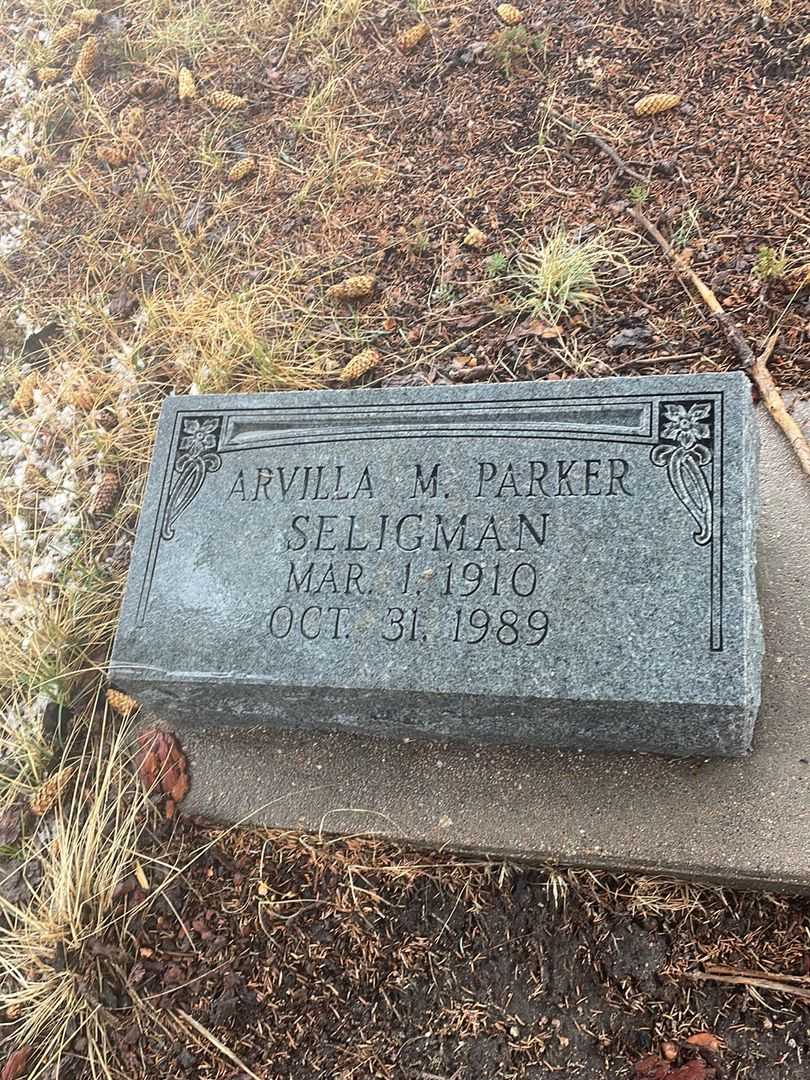 ARVILLA M. PARKER
SELIGMAN
MAR. 1, 1910
OCT. 31, 1989